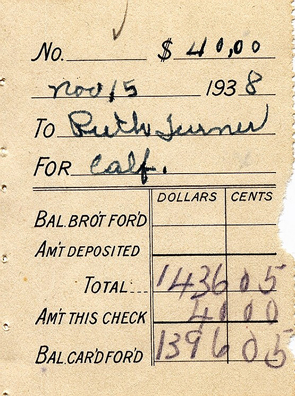 No. $ 40,00
Nov 15 1938
To Ruth Turner
For Calf.
DOLLARS CENTS
BAL. BRO'T FOR'D
AM'T DEPOSITED
TOTAL... 1436 05
AM'T THIS CHECK 40 00
BAL. CAR'D FOR'D 1396 05